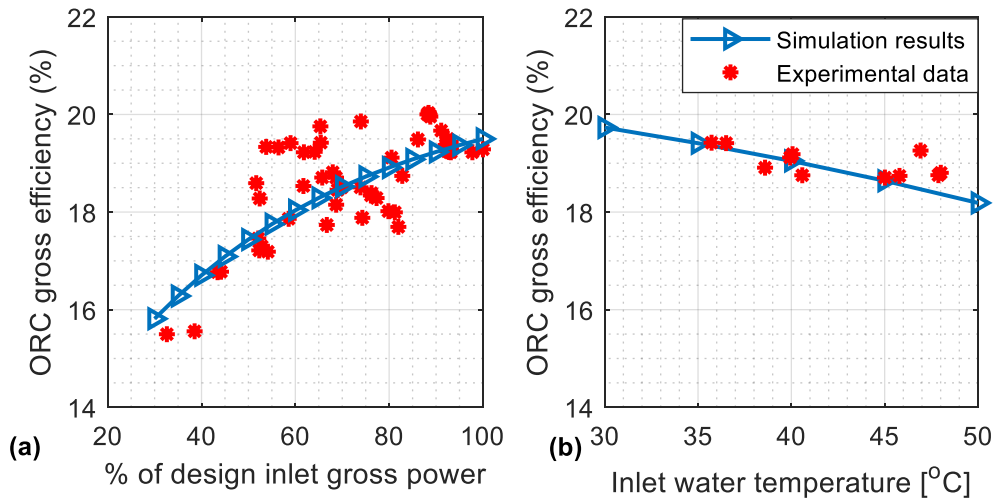 22
20
18
16
14
20
40
60
80
100
ORC gross efficiency (%)
% of design inlet gross power
(a)
22
20
18
16
14
30
35
40
45
50
ORC gross efficiency (%)
Inlet water temperature [°C]
(b)
Simulation results
Experimental data